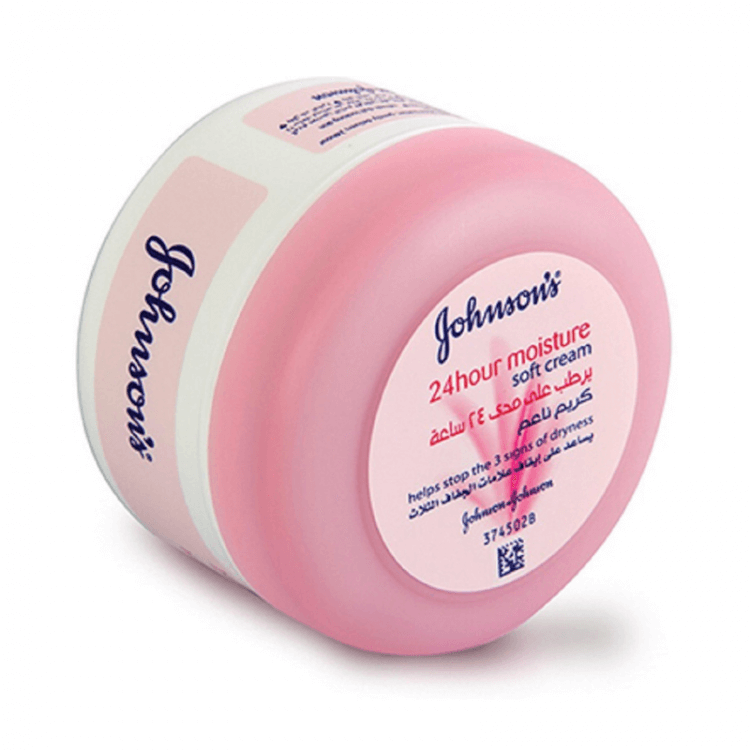 Johnson's®
24hour moisture
soft cream
يرطب على مدى ٢٤ ساعة
كريم ناعم
helps stop the 3 signs of dryness
يساعد على إيقاف علامات الجفاف الثلاث
Johnson & Johnson
3745028
Johnson's